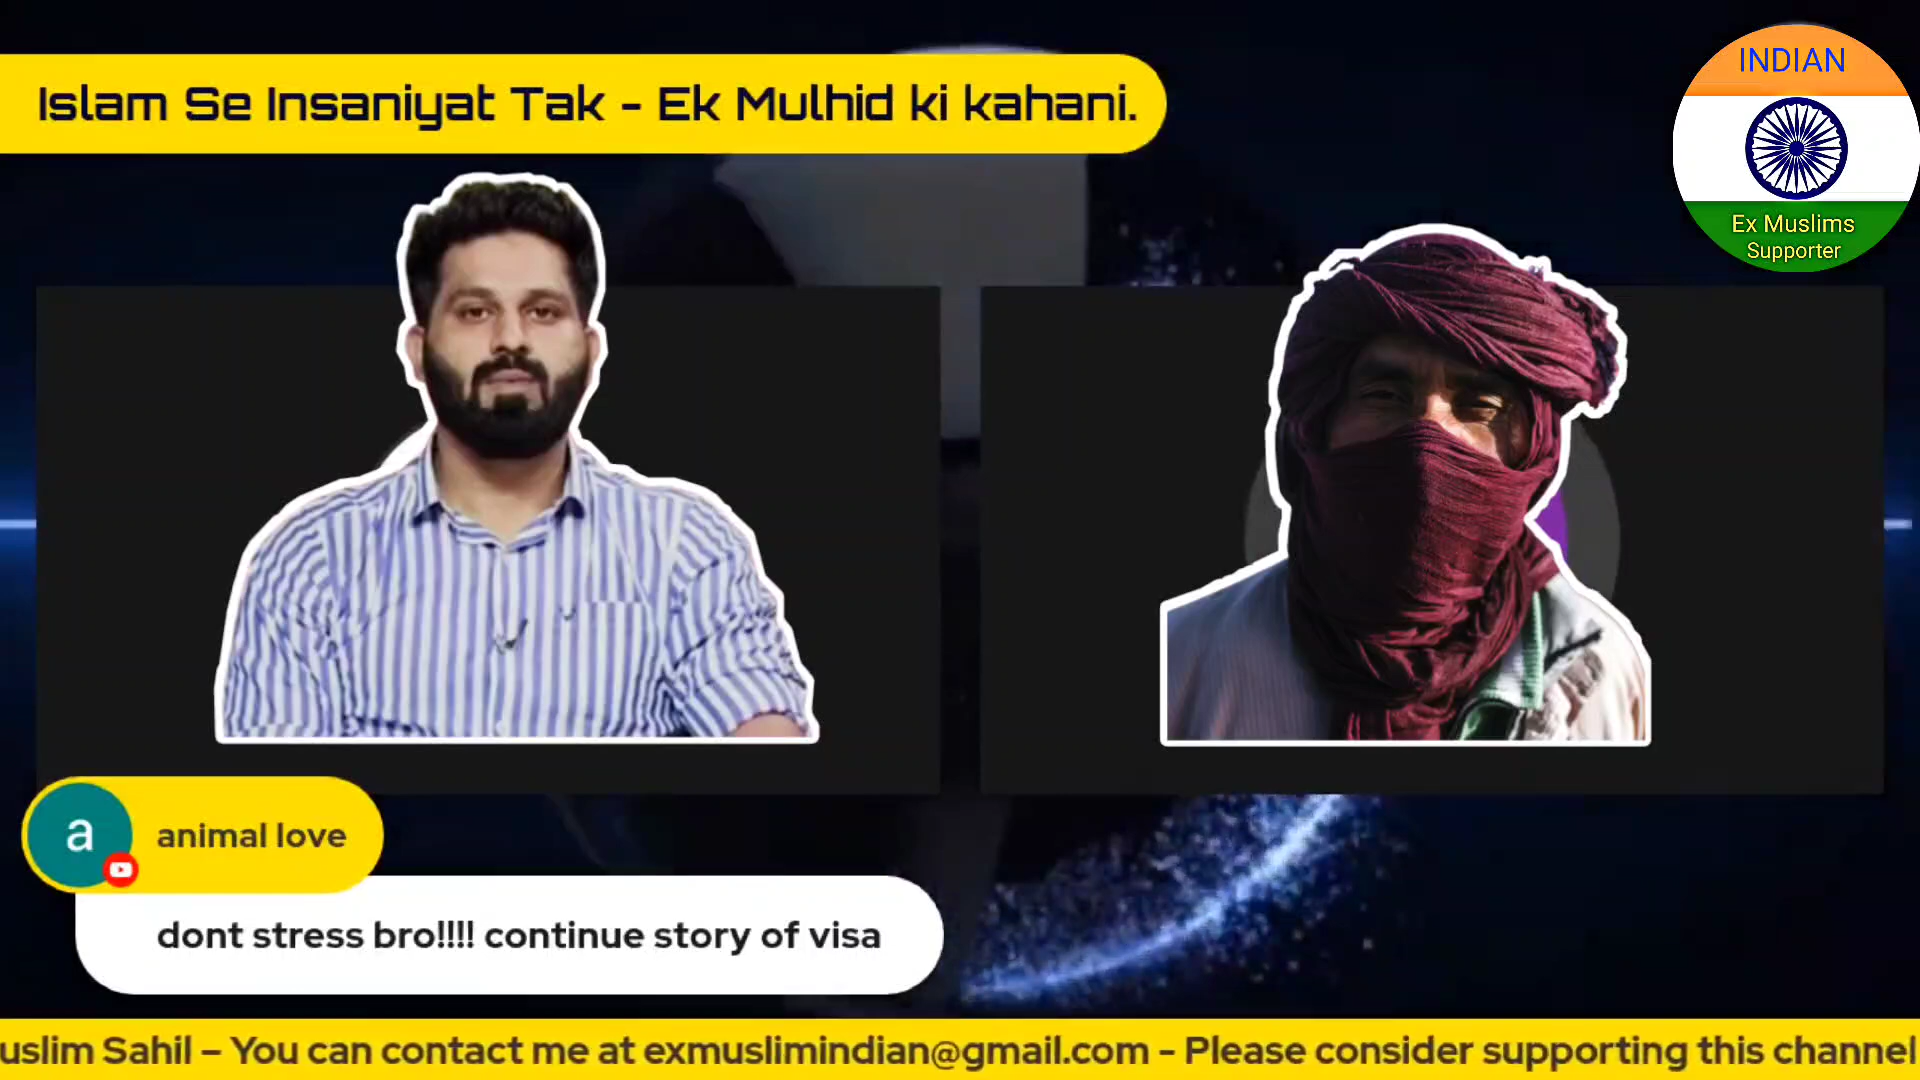 Islam Se Insaniyat Tak - Ek Mulhid ki kahani.
INDIAN
Ex Muslims
Supporter
a
animal love
dont stress bro!!!! continue story of visa
uslim Sahil – You can contact me at exmuslimindian@gmail.com - Please consider supporting this channel